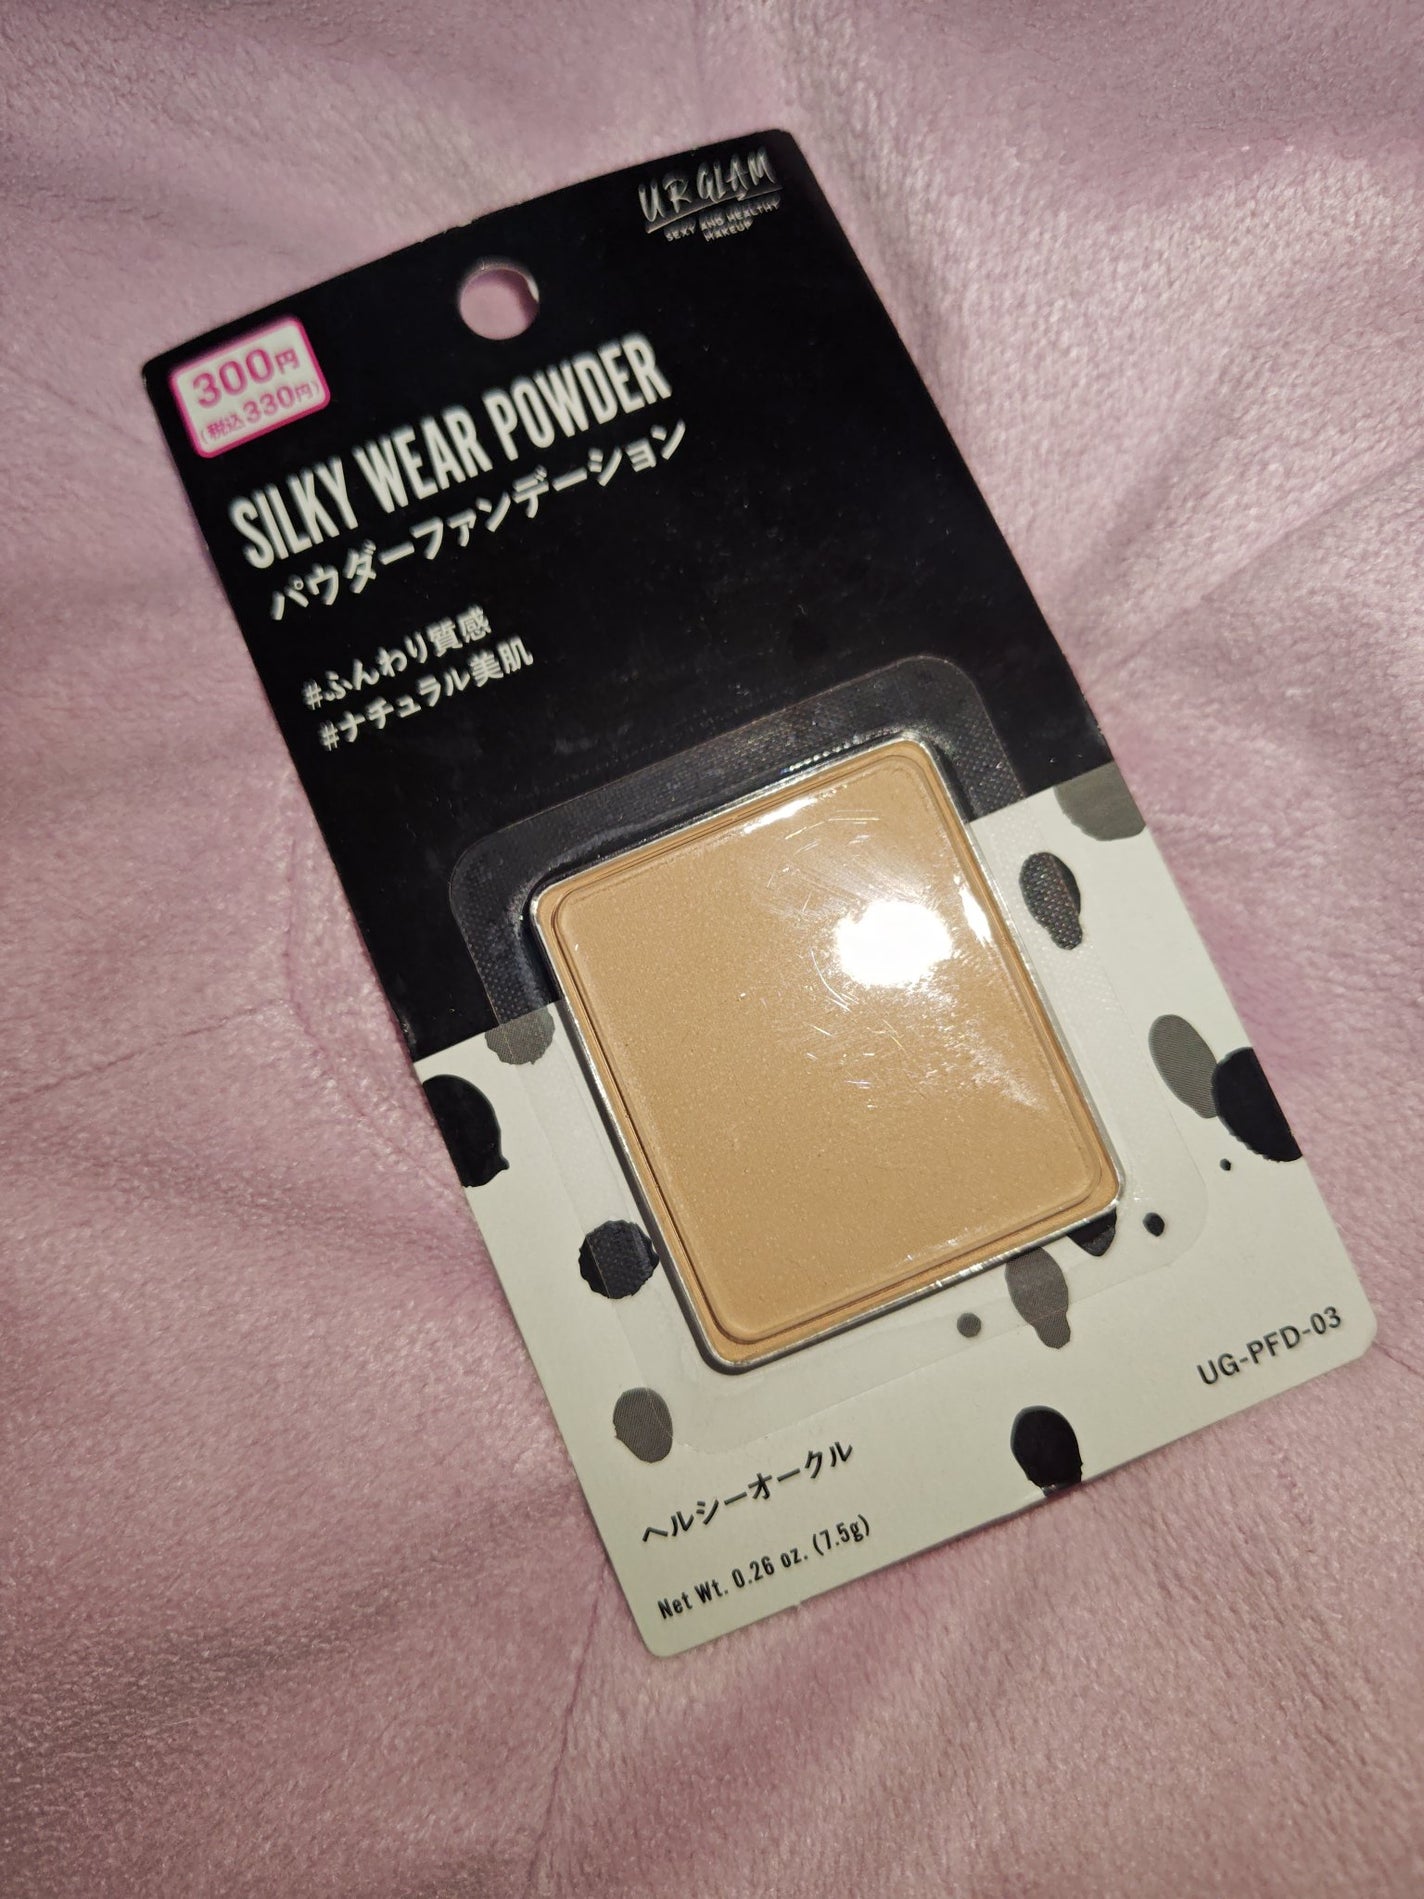 UR GLAM
SEXY AND HEALTHY
MAKEUP
300円
(税込330円)
SILKY WEAR POWDER
パウダーファンデーション
#ふんわり質感
#ナチュラル美肌
UG-PFD-03
ヘルシーオークル
Net Wt. 0.26 oz. (7.5g)